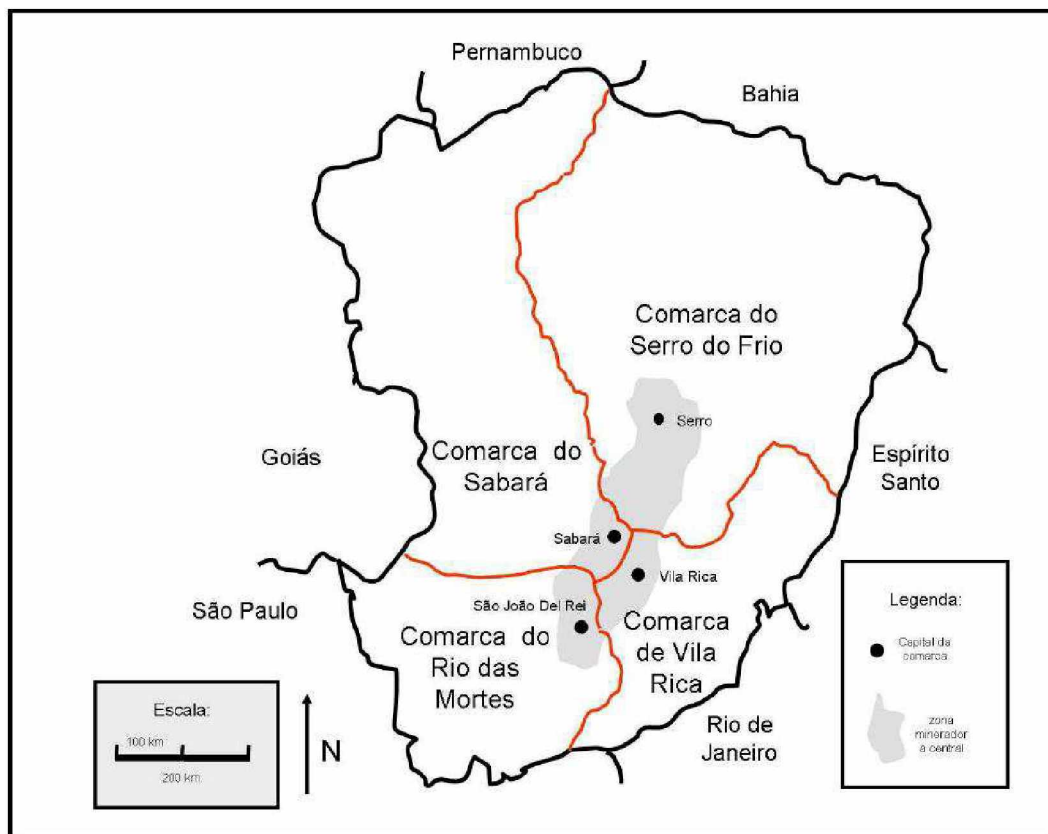 Pernambuco
Bahia
Comarca do
Serro do Frio
Serro
Goiás
Comarca do
Sabará
Espírito
Santo
Sabará
Vila Rica
São Paulo
São João Del Rei
Comarca do
Rio das
Mortes
Comarca
de Vila
Rica
Rio de
Janeiro
Legenda:
Capital da
comarca
zona
minerador
a central
Escala:
100 km
200 km
N